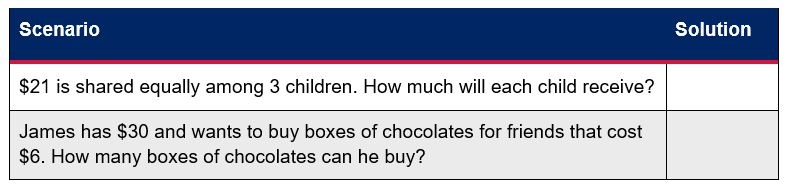 Scenario
Solution
$21 is shared equally among 3 children. How much will each child receive?
James has $30 and wants to buy boxes of chocolates for friends that cost
$6. How many boxes of chocolates can he buy?